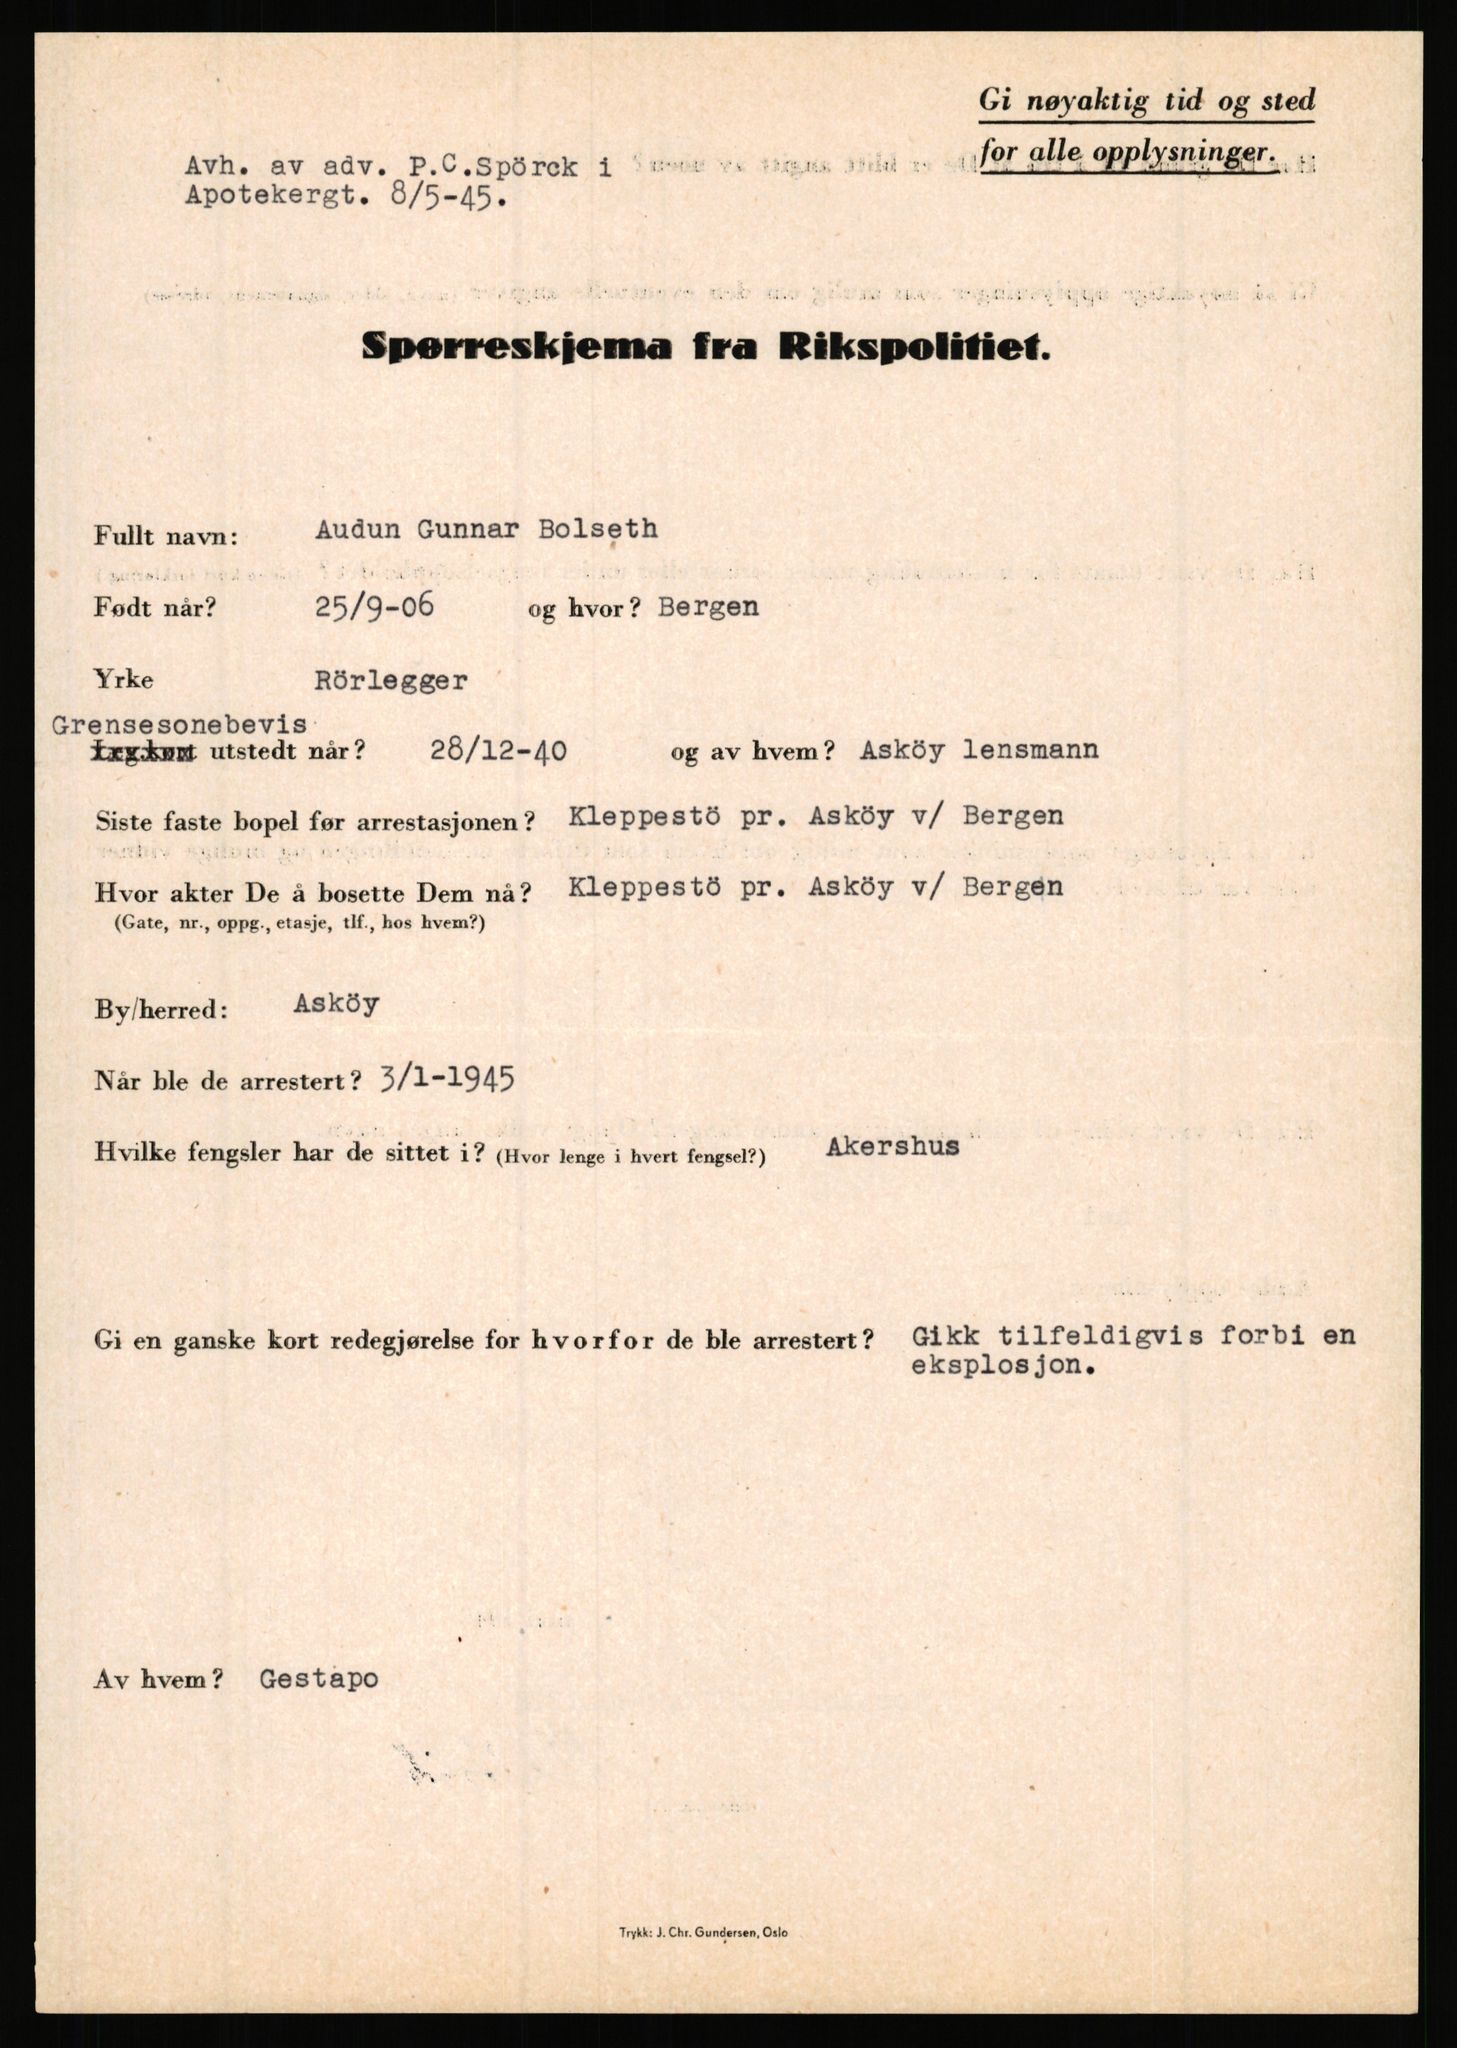 Gi nøyaktig tid og sted
for alle opplysninger.
Avh. av adv. P.C.Spörck i
Apotekergt. 8/5-45.
Spørreskjema fra Rikspolitiet.
Fullt navn: Audun Gunnar Bolseth
Født når? 25/9-06 og hvor? Bergen
Yrke Rörlegger
Grensesonebevis
Leg.kort utstedt når? 28/12-40 og av hvem? Asköy lensmann
Siste faste bopel før arrestasjonen? Kleppestö pr. Asköy v/ Bergen
Hvor akter De å bosette Dem nå? Kleppestö pr. Asköy v/ Bergen
(Gate, nr., oppg., etasje, tlf., hos hvem?)
By/herred: Asköy
Når ble de arrestert? 3/1-1945
Hvilke fengsler har de sittet i? (Hvor lenge i hvert fengsel?) Akershus
Gi en ganske kort redegjørelse for hvorfor de ble arrestert? Gikk tilfeldigvis forbi en
eksplosjon.
Av hvem? Gestapo
Trykk: J. Chr. Gundersen, Oslo